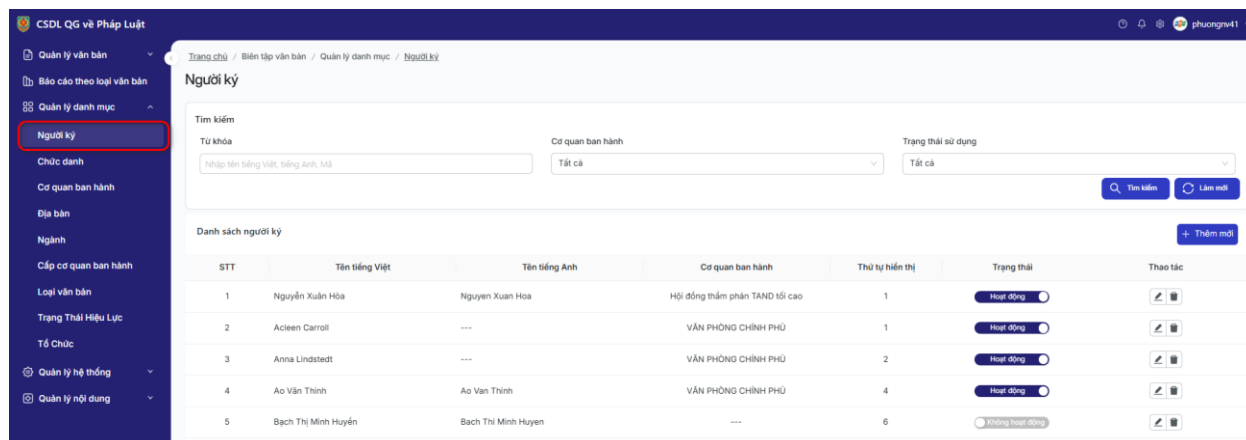 CSDL QG về Pháp Luật
phuongnv41
Quản lý văn bản
Báo cáo theo loại văn bản
Quản lý danh mục
Người ký
Chức danh
Cơ quan ban hành
Địa bàn
Ngành
Cấp cơ quan ban hành
Loại văn bản
Trạng Thái Hiệu Lực
Tổ Chức
Quản lý hệ thống
Quản lý nội dung
Trang chủ / Biên tập văn bản / Quản lý danh mục / Người ký
Người ký
Tìm kiếm
Từ khóa Cơ quan ban hành Trạng thái sử dụng
Nhập tên tiếng Việt, tiếng Anh, Mã Tất cả Tất cả
Tìm kiếm Làm mới
Danh sách người ký + Thêm mới
STT Tên tiếng Việt Tên tiếng Anh Cơ quan ban hành Thứ tự hiển thị Trạng thái Thao tác
1 Nguyễn Xuân Hòa Nguyen Xuan Hoa Hội đồng thẩm phán TAND tối cao 1 Hoạt động
2 Acleen Carroll --- VĂN PHÒNG CHÍNH PHỦ 1 Hoạt động
3 Anna Lindstedt --- VĂN PHÒNG CHÍNH PHỦ 2 Hoạt động
4 Ao Văn Thinh Ao Van Thinh VĂN PHÒNG CHÍNH PHỦ 4 Hoạt động
5 Bạch Thị Minh Huyền Bach Thi Minh Huyen --- 6 Không hoạt động